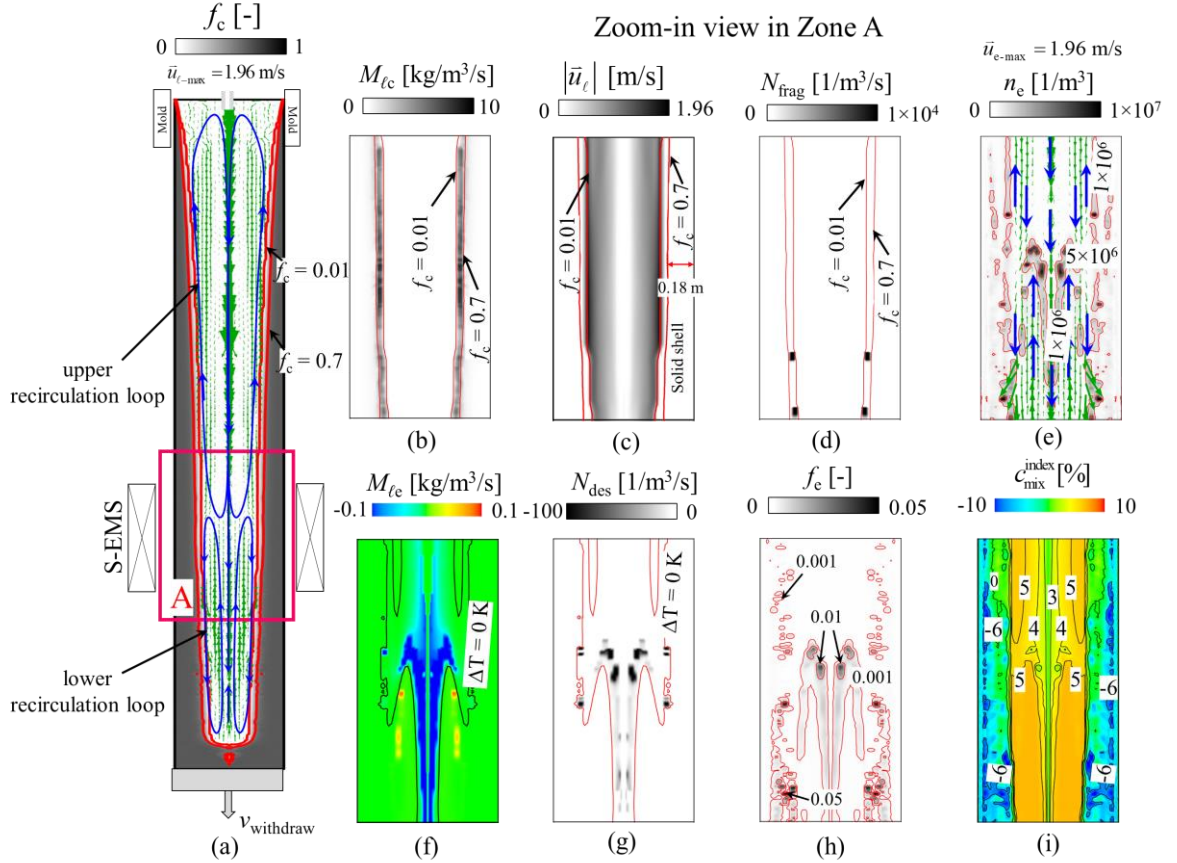 Zoom-in view in Zone A
f_c [-]
0 1
u⃗_ℓ-max = 1.96 m/s
Mold
Mold
f_c = 0.01
f_c = 0.7
upper
recirculation loop
S-EMS
A
lower
recirculation loop
v_withdraw
(a)
M_ℓc [kg/m³/s]
0 10
f_c = 0.01
f_c = 0.7
(b)
|u⃗_ℓ| [m/s]
0 1.96
f_c = 0.01
f_c = 0.7
0.18 m
Solid shell
(c)
N_frag [1/m³/s]
0 1×10⁴
f_c = 0.01
f_c = 0.7
(d)
u⃗_e-max = 1.96 m/s
n_e [1/m³]
0 1×10⁷
1×10⁶
5×10⁶
1×10⁶
(e)
M_ℓe [kg/m³/s]
-0.1 0.1
ΔT= 0 K
(f)
N_des [1/m³/s]
-100 0
ΔT= 0 K
(g)
f_e [-]
0 0.05
0.001
0.01
0.001
0.05
(h)
c_mix^index [%]
-10 10
0 5 3 5
-6 4 4
5 5 -6
-6 -6
(i)